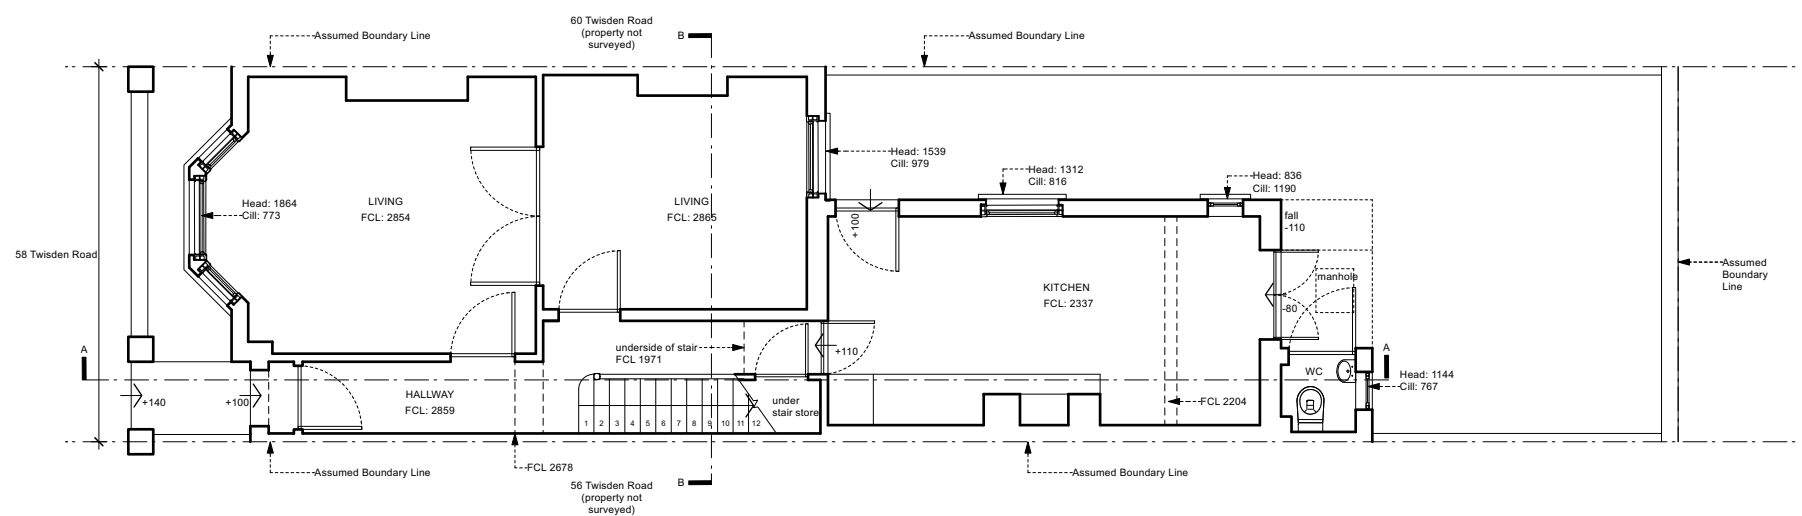 60 Twisden Road
(property not
surveyed)
B
Assumed Boundary Line
Assumed Boundary Line
Head: 1539
Cill: 979
Head: 1312
Cill: 816
Head: 836
Cill: 1190
LIVING
FCL: 2854
Head: 1864
Cill: 773
LIVING
FCL: 2865
+100
fall
-110
58 Twisden Road
manhole
Assumed
Boundary
Line
KITCHEN
FCL: 2337
-80
A
underside of stair
FCL 1971
+110
A
WC
Head: 1144
Cill: 767
+140
+100
HALLWAY
FCL: 2859
under
stair store
FCL 2204
1 2 3 4 5 6 7 8 9 10 11 12
Assumed Boundary Line
FCL 2678
Assumed Boundary Line
B
56 Twisden Road
(property not
surveyed)